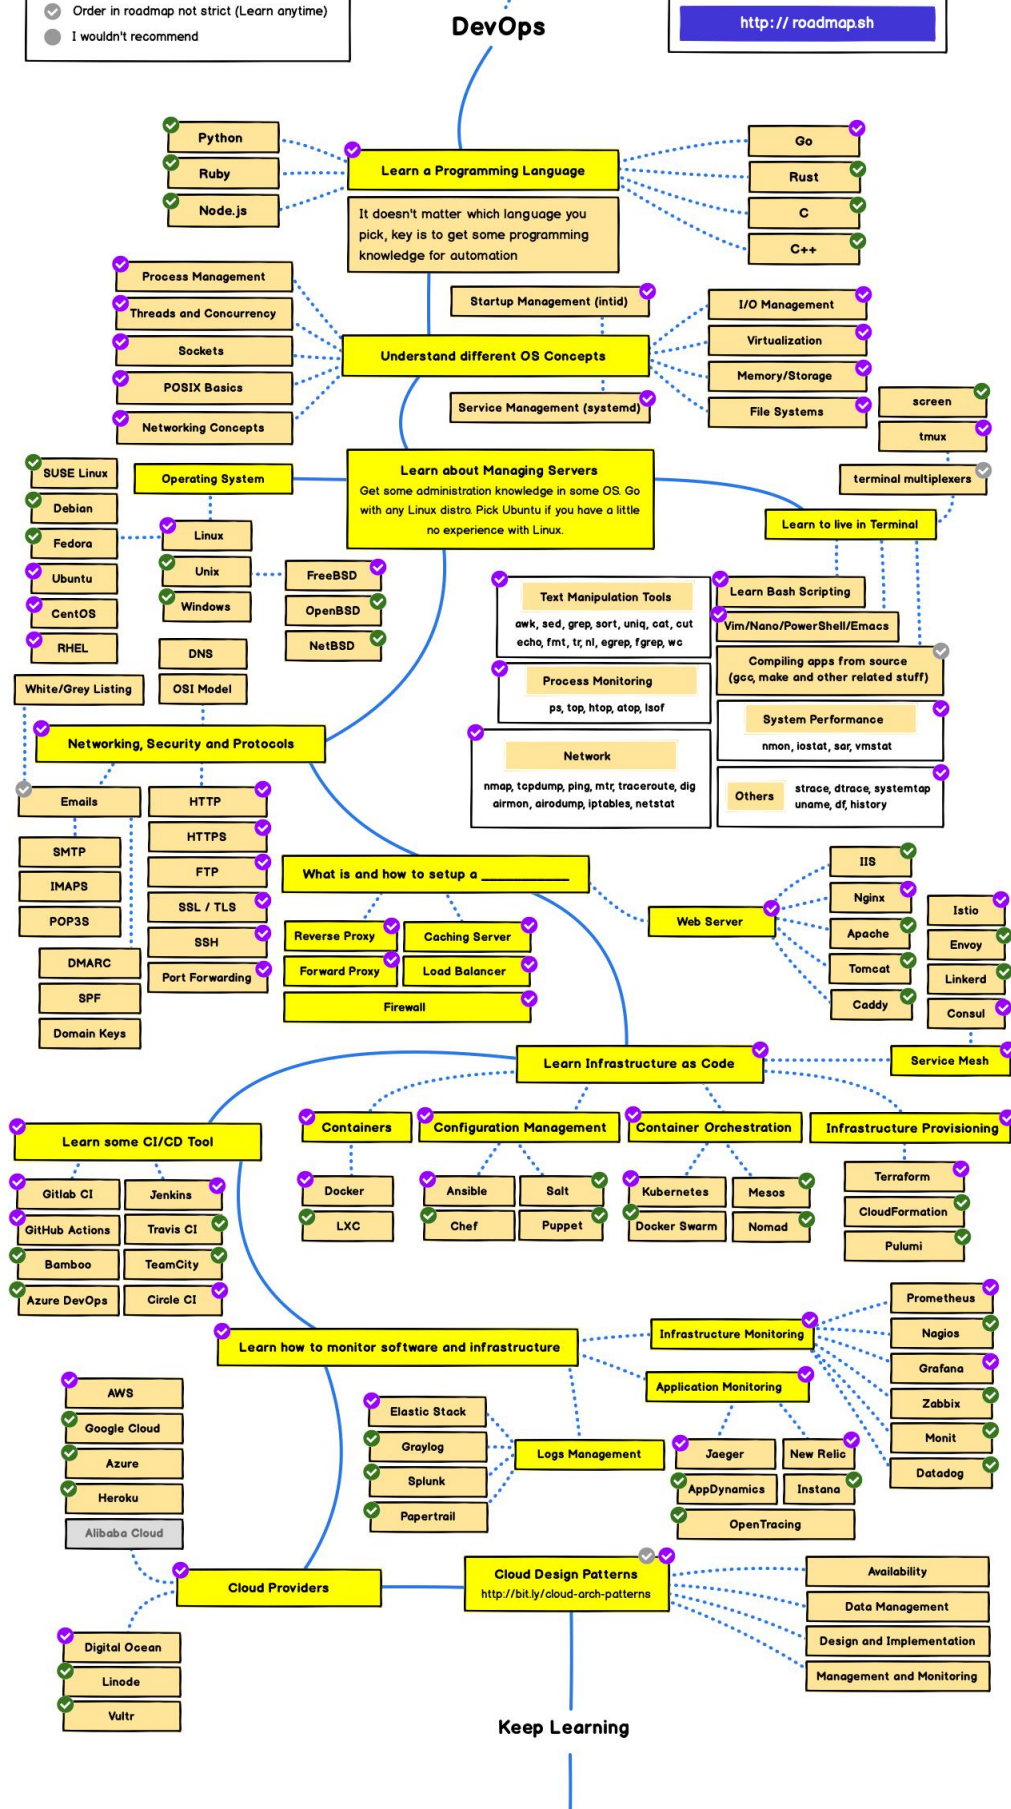 Order in roadmap not strict (Learn anytime)
I wouldn't recommend
DevOps
http://roadmap.sh
Python
Ruby
Node.js
Learn a Programming Language
It doesn't matter which language you
pick, key is to get some programming
knowledge for automation
Go
Rust
C
C++
Process Management
Threads and Concurrency
Sockets
POSIX Basics
Networking Concepts
Startup Management (intid)
Understand different OS Concepts
Service Management (systemd)
I/O Management
Virtualization
Memory/Storage
File Systems
screen
tmux
terminal multiplexers
Learn to live in Terminal
Learn about Managing Servers
Get some administration knowledge in some OS. Go
with any Linux distro. Pick Ubuntu if you have a little
no experience with Linux.
Operating System
SUSE Linux
Debian
Fedora
Ubuntu
CentOS
RHEL
Linux
Unix
Windows
FreeBSD
OpenBSD
NetBSD
Text Manipulation Tools
awk, sed, grep, sort, uniq, cat, cut
echo, fmt, tr, nl, egrep, fgrep, wc
Process Monitoring
ps, top, htop, atop, lsof
Network
nmap, tcpdump, ping, mtr, traceroute, dig
airmon, airodump, iptables, netstat
Learn Bash Scripting
Vim/Nano/PowerShell/Emacs
Compiling apps from source
(gcc, make and other related stuff)
System Performance
nmon, iostat, sar, vmstat
Others
strace, dtrace, systemtap
uname, df, history
DNS
OSI Model
White/Grey Listing
Networking, Security and Protocols
Emails
SMTP
IMAPS
POP3S
DMARC
SPF
Domain Keys
HTTP
HTTPS
FTP
SSL / TLS
SSH
Port Forwarding
What is and how to setup a ____________
Reverse Proxy
Caching Server
Forward Proxy
Load Balancer
Firewall
Web Server
IIS
Nginx
Apache
Tomcat
Caddy
Istio
Envoy
Linkerd
Consul
Service Mesh
Learn Infrastructure as Code
Containers
Docker
LXC
Configuration Management
Ansible
Salt
Chef
Puppet
Container Orchestration
Kubernetes
Mesos
Docker Swarm
Nomad
Infrastructure Provisioning
Terraform
CloudFormation
Pulumi
Learn some CI/CD Tool
Gitlab CI
Jenkins
GitHub Actions
Travis CI
Bamboo
TeamCity
Azure DevOps
Circle CI
Learn how to monitor software and infrastructure
Infrastructure Monitoring
Prometheus
Nagios
Grafana
Zabbix
Monit
Datadog
Application Monitoring
Jaeger
New Relic
AppDynamics
Instana
OpenTracing
Logs Management
Elastic Stack
Graylog
Splunk
Papertrail
AWS
Google Cloud
Azure
Heroku
Alibaba Cloud
Cloud Providers
Digital Ocean
Linode
Vultr
Cloud Design Patterns
http://bit.ly/cloud-arch-patterns
Availability
Data Management
Design and Implementation
Management and Monitoring
Keep Learning